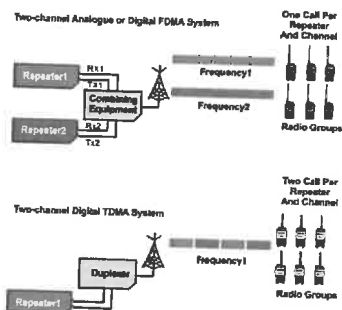 Two-channel Analogue or Digital FDMA System
One Call Per
Repeater
And Channel
Repeater1
Rx1
Tx1
Combining
Equipment
Frequency1
Frequency2
Repeater2
Rx2
Tx2
Radio Groups
Two-channel Digital TDMA System
Two Call Per
Repeater
And Channel
Duplexer
Frequency1
Repeater1
Radio Groups